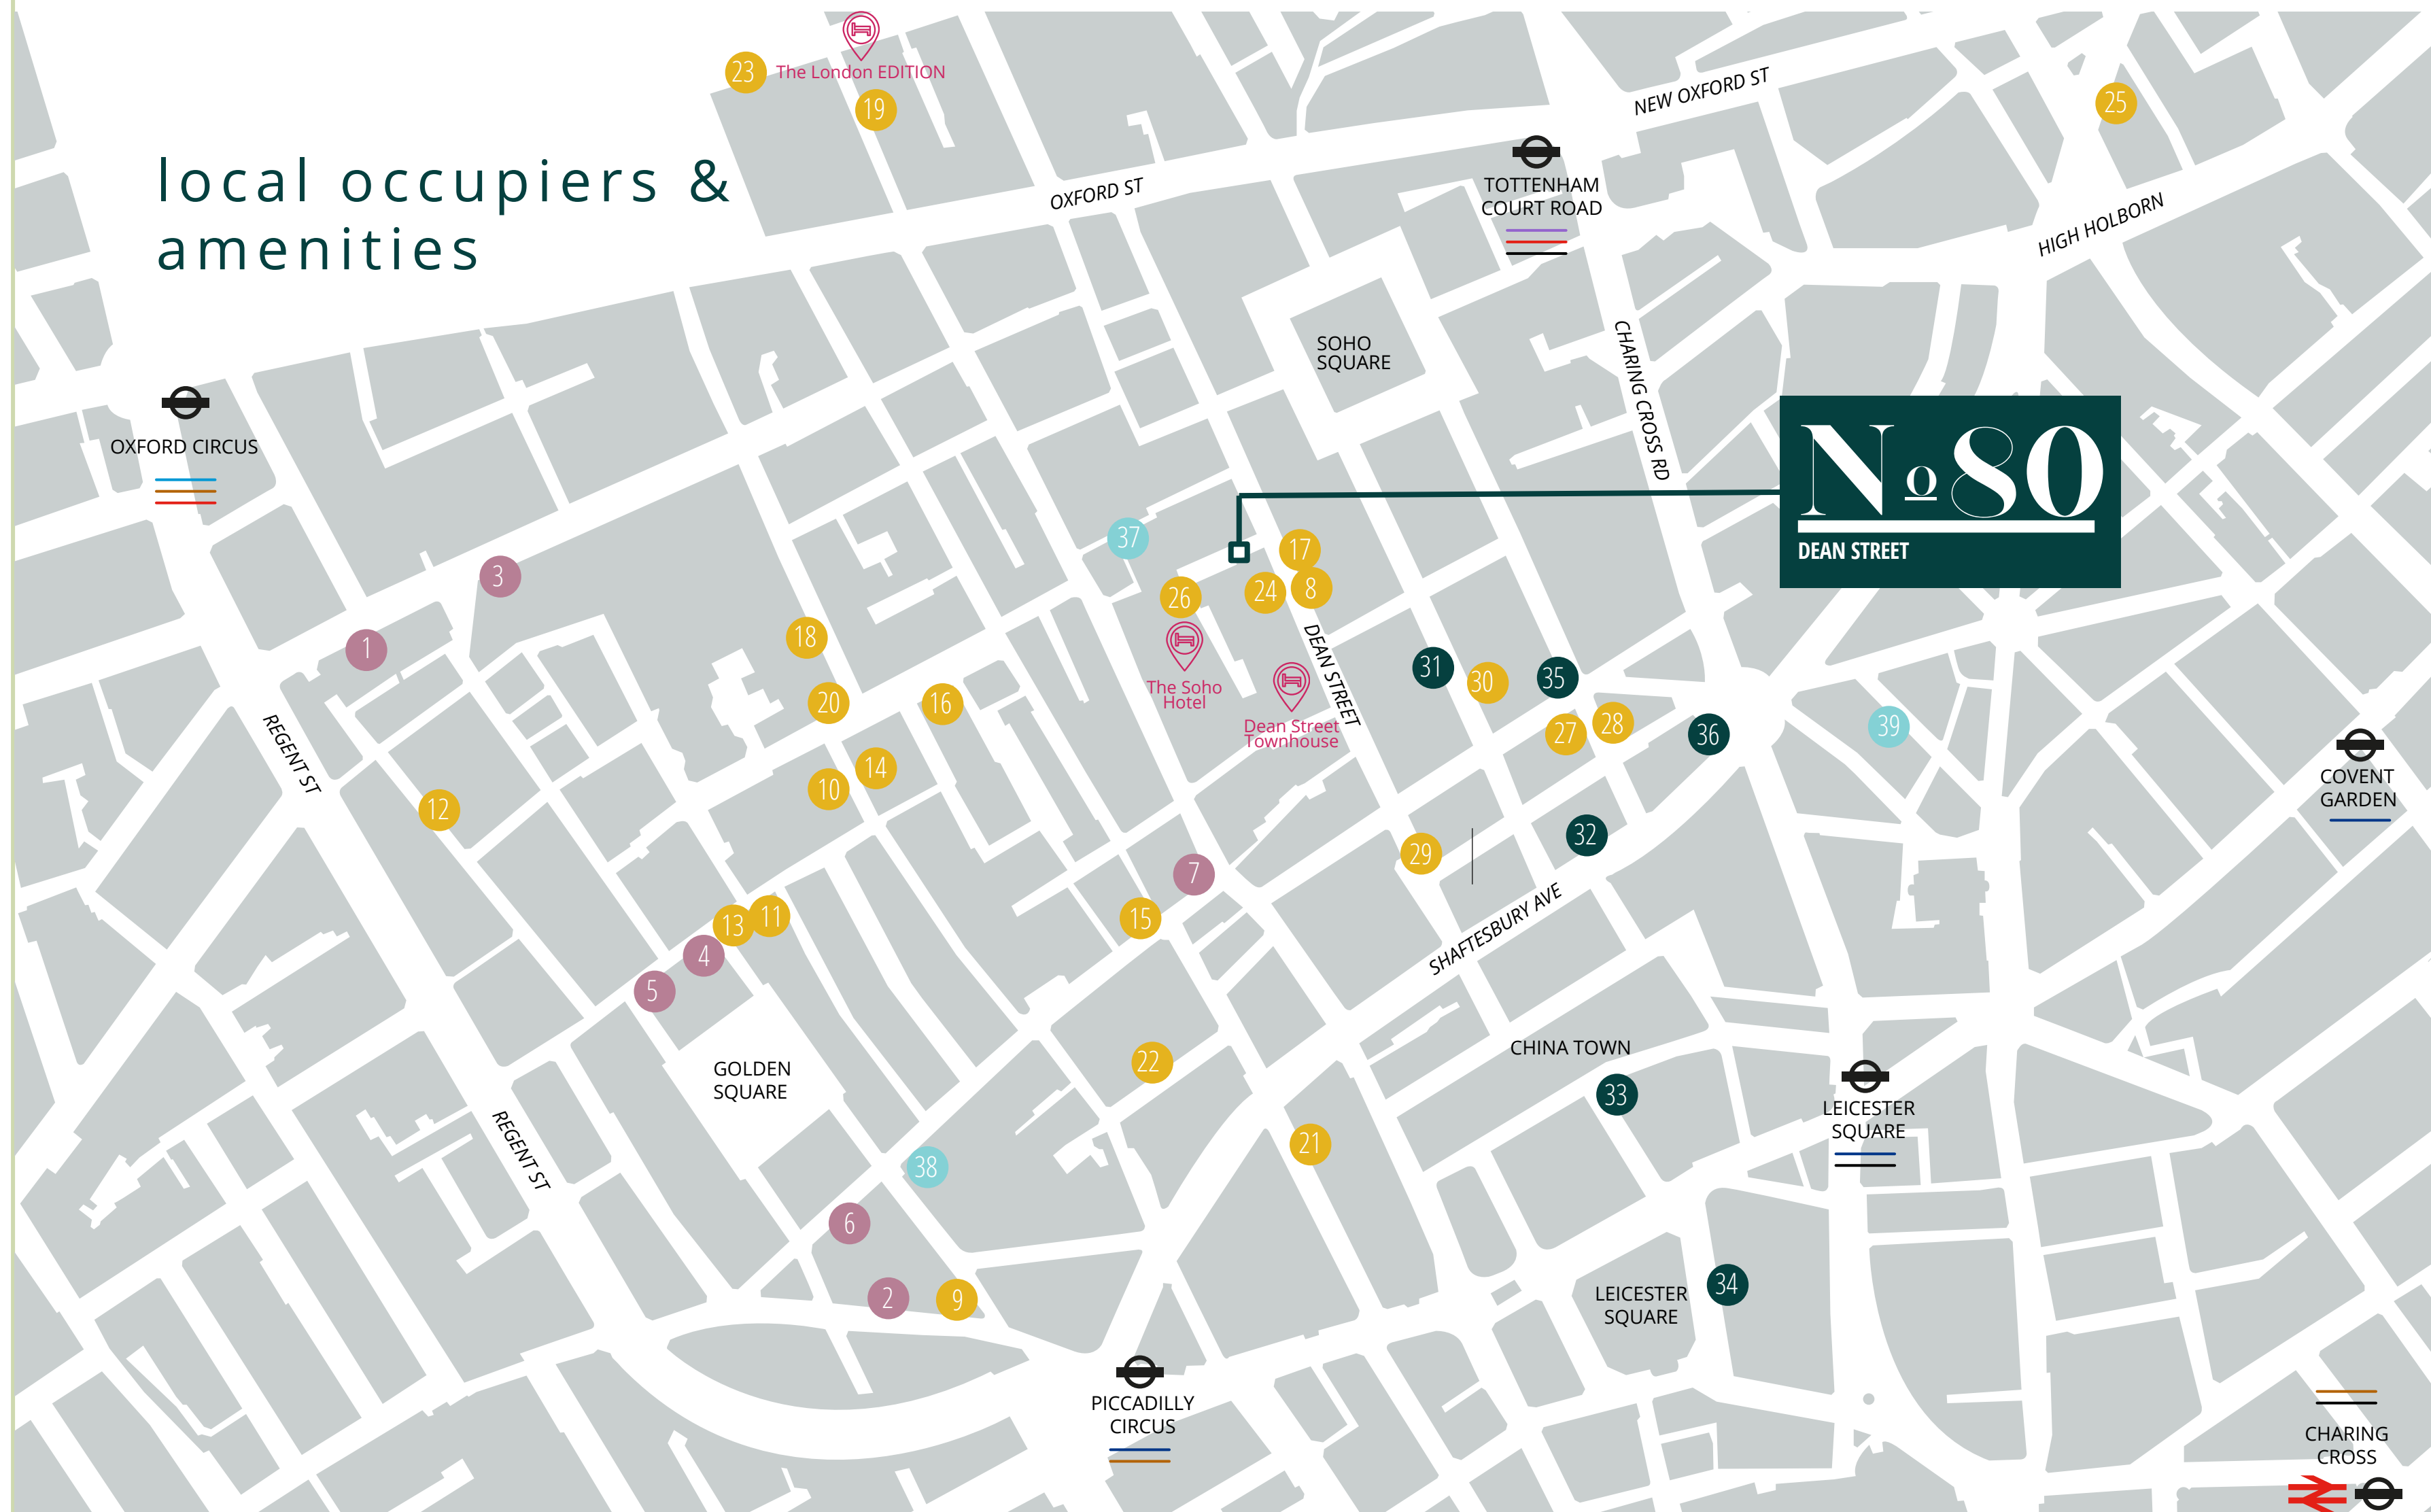 The London EDITION
23
19
25
NEW OXFORD ST
local occupiers &
amenities
OXFORD ST
TOTTENHAM
COURT ROAD
HIGH HOLBORN
SOHO
SQUARE
CHARING CROSS RD
OXFORD CIRCUS
No80
DEAN STREET
37
17
3
26
24
8
1
18
DEAN STREET
31
30
35
The Soho
Hotel
20
16
Dean Street
Townhouse
27
28
36
39
REGENT ST
14
10
12
COVENT
GARDEN
32
29
7
15
13
11
4
5
SHAFTESBURY AVE
CHINA TOWN
22
GOLDEN
SQUARE
33
LEICESTER
SQUARE
21
REGENT ST
38
6
2
9
34
LEICESTER
SQUARE
PICCADILLY
CIRCUS
CHARING
CROSS